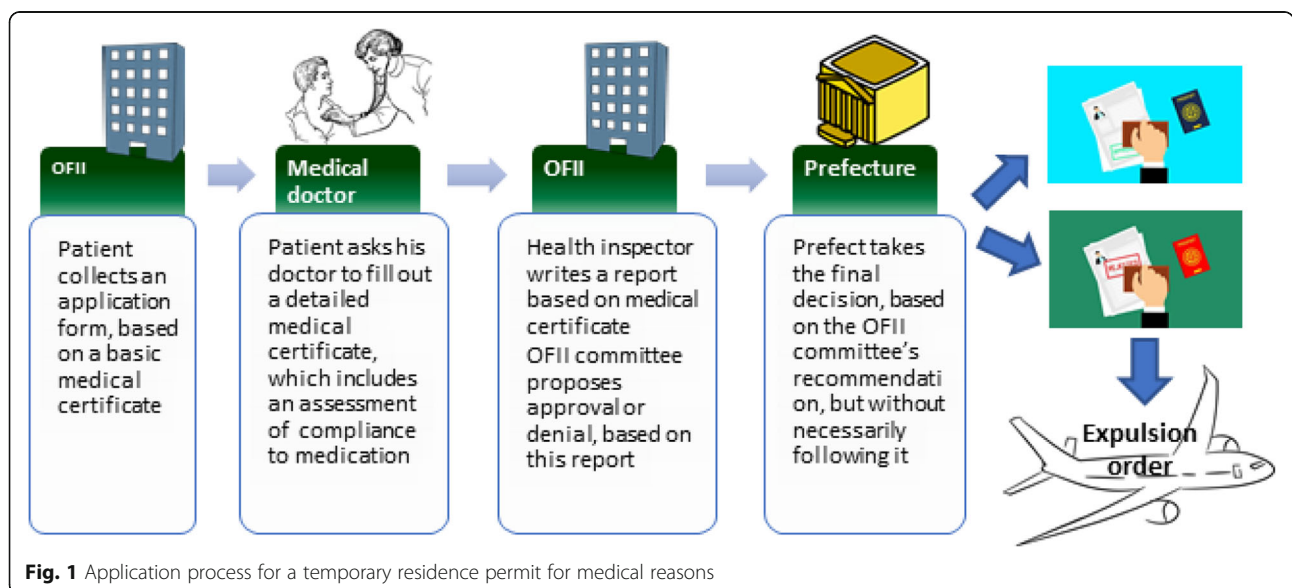 OFII
Patient
collects an
application
form, based
on a basic
medical
certificate
Medical
doctor
Patient asks his
doctor to fill out
a detailed
medical
certificate,
which includes
an assessment
of compliance
to medication
OFII
Health inspector
writes a report
based on medical
certificate
OFII committee
proposes
approval or
denial, based on
this report
Prefecture
Prefect takes
the final
decision, based
on the OFII
committee's
recommendati
on, but without
necessarily
following it
Expulsion
order
Fig. 1 Application process for a temporary residence permit for medical reasons